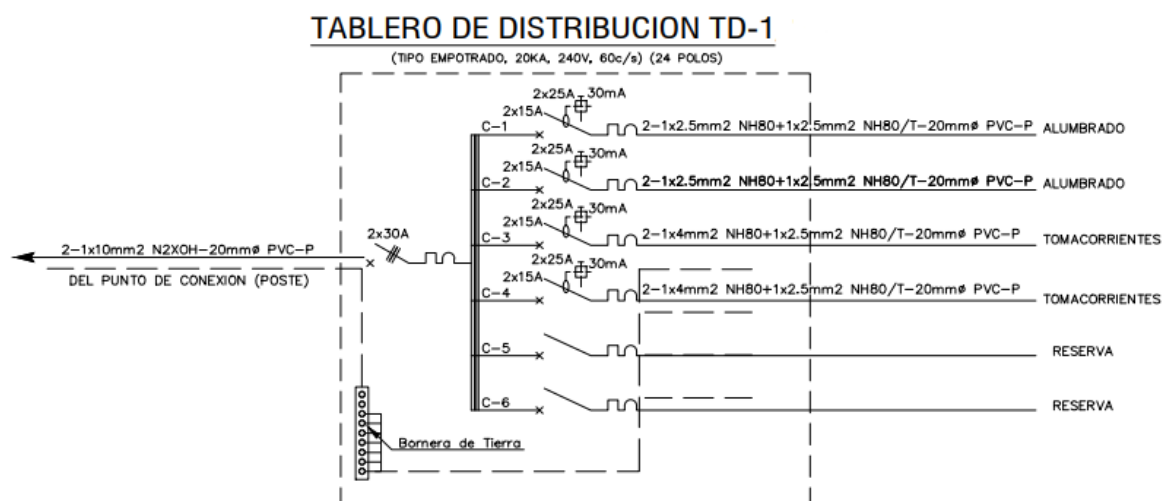 TABLERO DE DISTRIBUCION TD-1
(TIPO EMPOTRADO, 20KA, 240V, 60c/s) (24 POLOS)
2x25A 30mA
2x15A
C-1 2-1x2.5mm2 NH80+1x2.5mm2 NH80/T-20mmø PVC-P ALUMBRADO
2x25A 30mA
2x15A
C-2 2-1x2.5mm2 NH80+1x2.5mm2 NH80/T-20mmø PVC-P ALUMBRADO
2x25A 30mA
2x15A
C-3 2-1x4mm2 NH80+1x2.5mm2 NH80/T-20mmø PVC-P TOMACORRIENTES
2x30A
2-1x10mm2 N2XOH-20mmø PVC-P
DEL PUNTO DE CONEXION (POSTE)
2x25A 30mA
2x15A
C-4 2-1x4mm2 NH80+1x2.5mm2 NH80/T-20mmø PVC-P TOMACORRIENTES
C-5 RESERVA
C-6 RESERVA
Bornera de Tierra